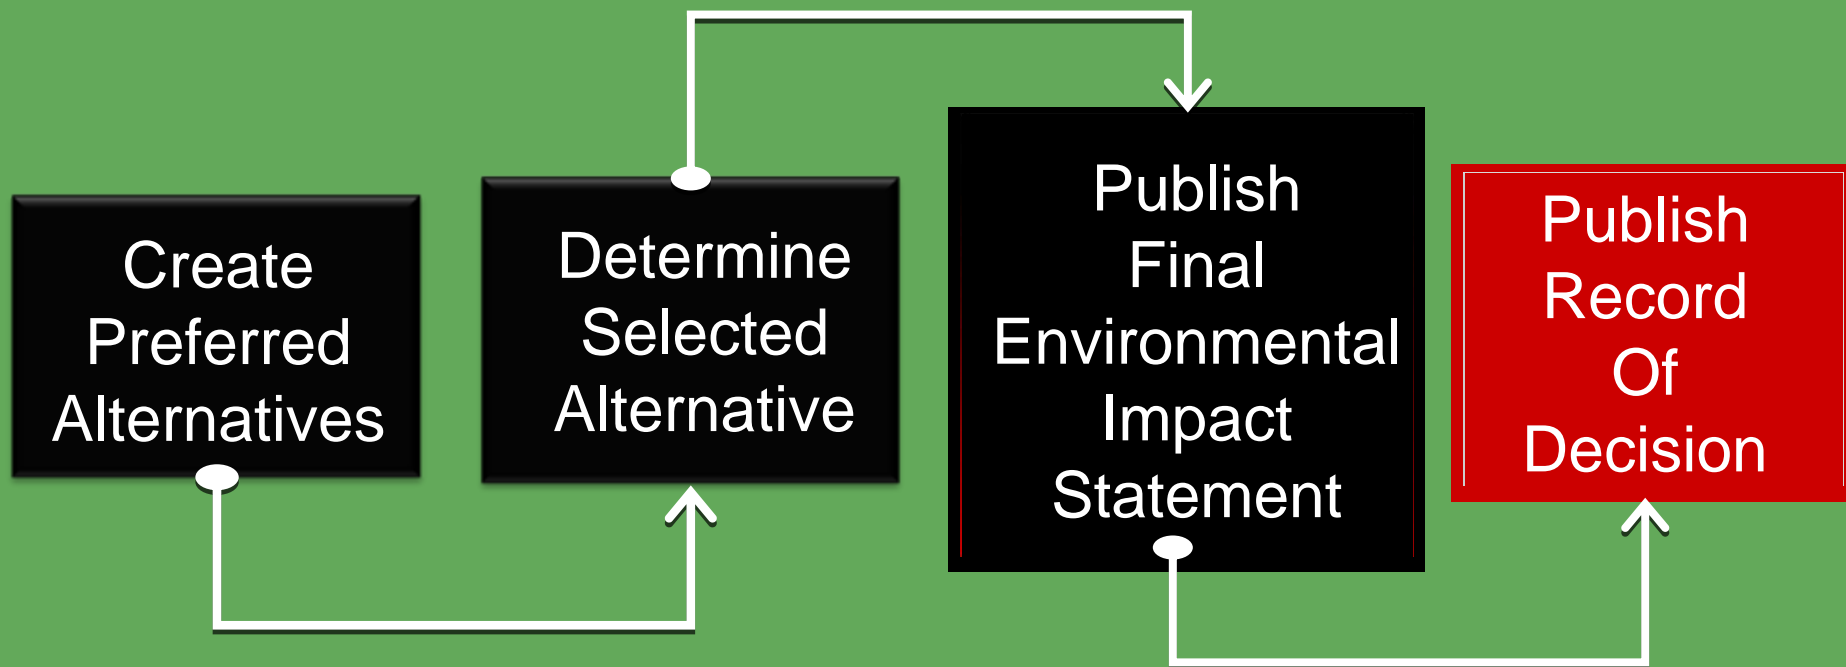 Create
Preferred
Alternatives
Determine
Selected
Alternative
Publish
Final
Environmental
Impact
Statement
Publish
Record
Of
Decision